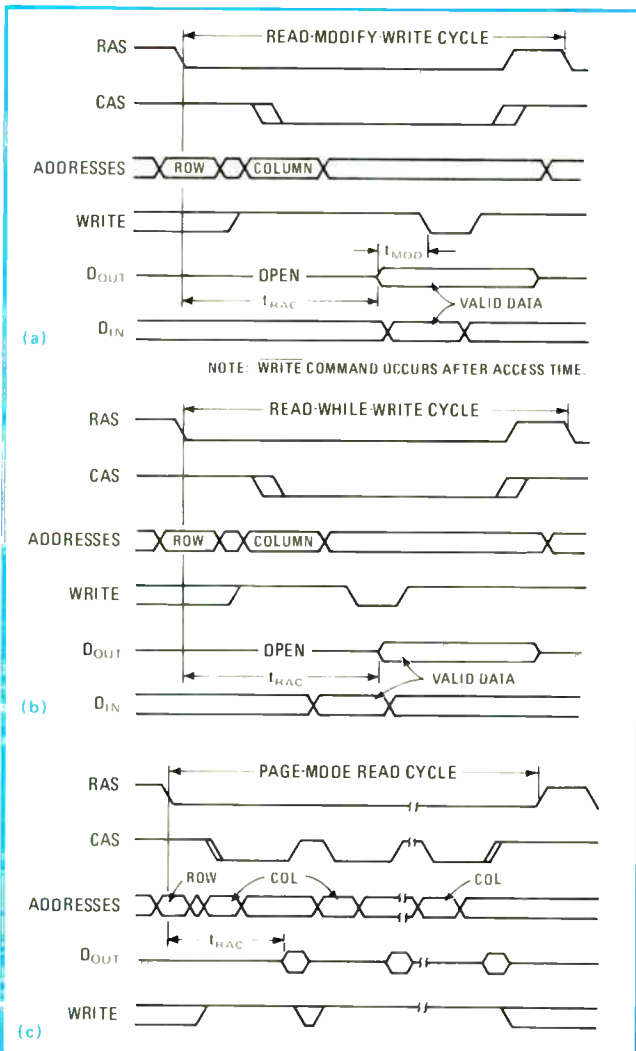 READ-MODIFY-WRITE CYCLE
RAS
CAS
ADDRESSES
ROW
COLUMN
WRITE
tMOD
DOUT
OPEN
tRAC
VALID DATA
(a)
DIN
NOTE: WRITE COMMAND OCCURS AFTER ACCESS TIME.
READ-WHILE-WRITE CYCLE
RAS
CAS
ADDRESSES
ROW
COLUMN
WRITE
DOUT
OPEN
tRAC
VALID DATA
(b)
DIN
PAGE-MODE READ CYCLE
RAS
CAS
ROW
COL
COL
ADDRESSES
tRAC
DOUT
WRITE
(c)